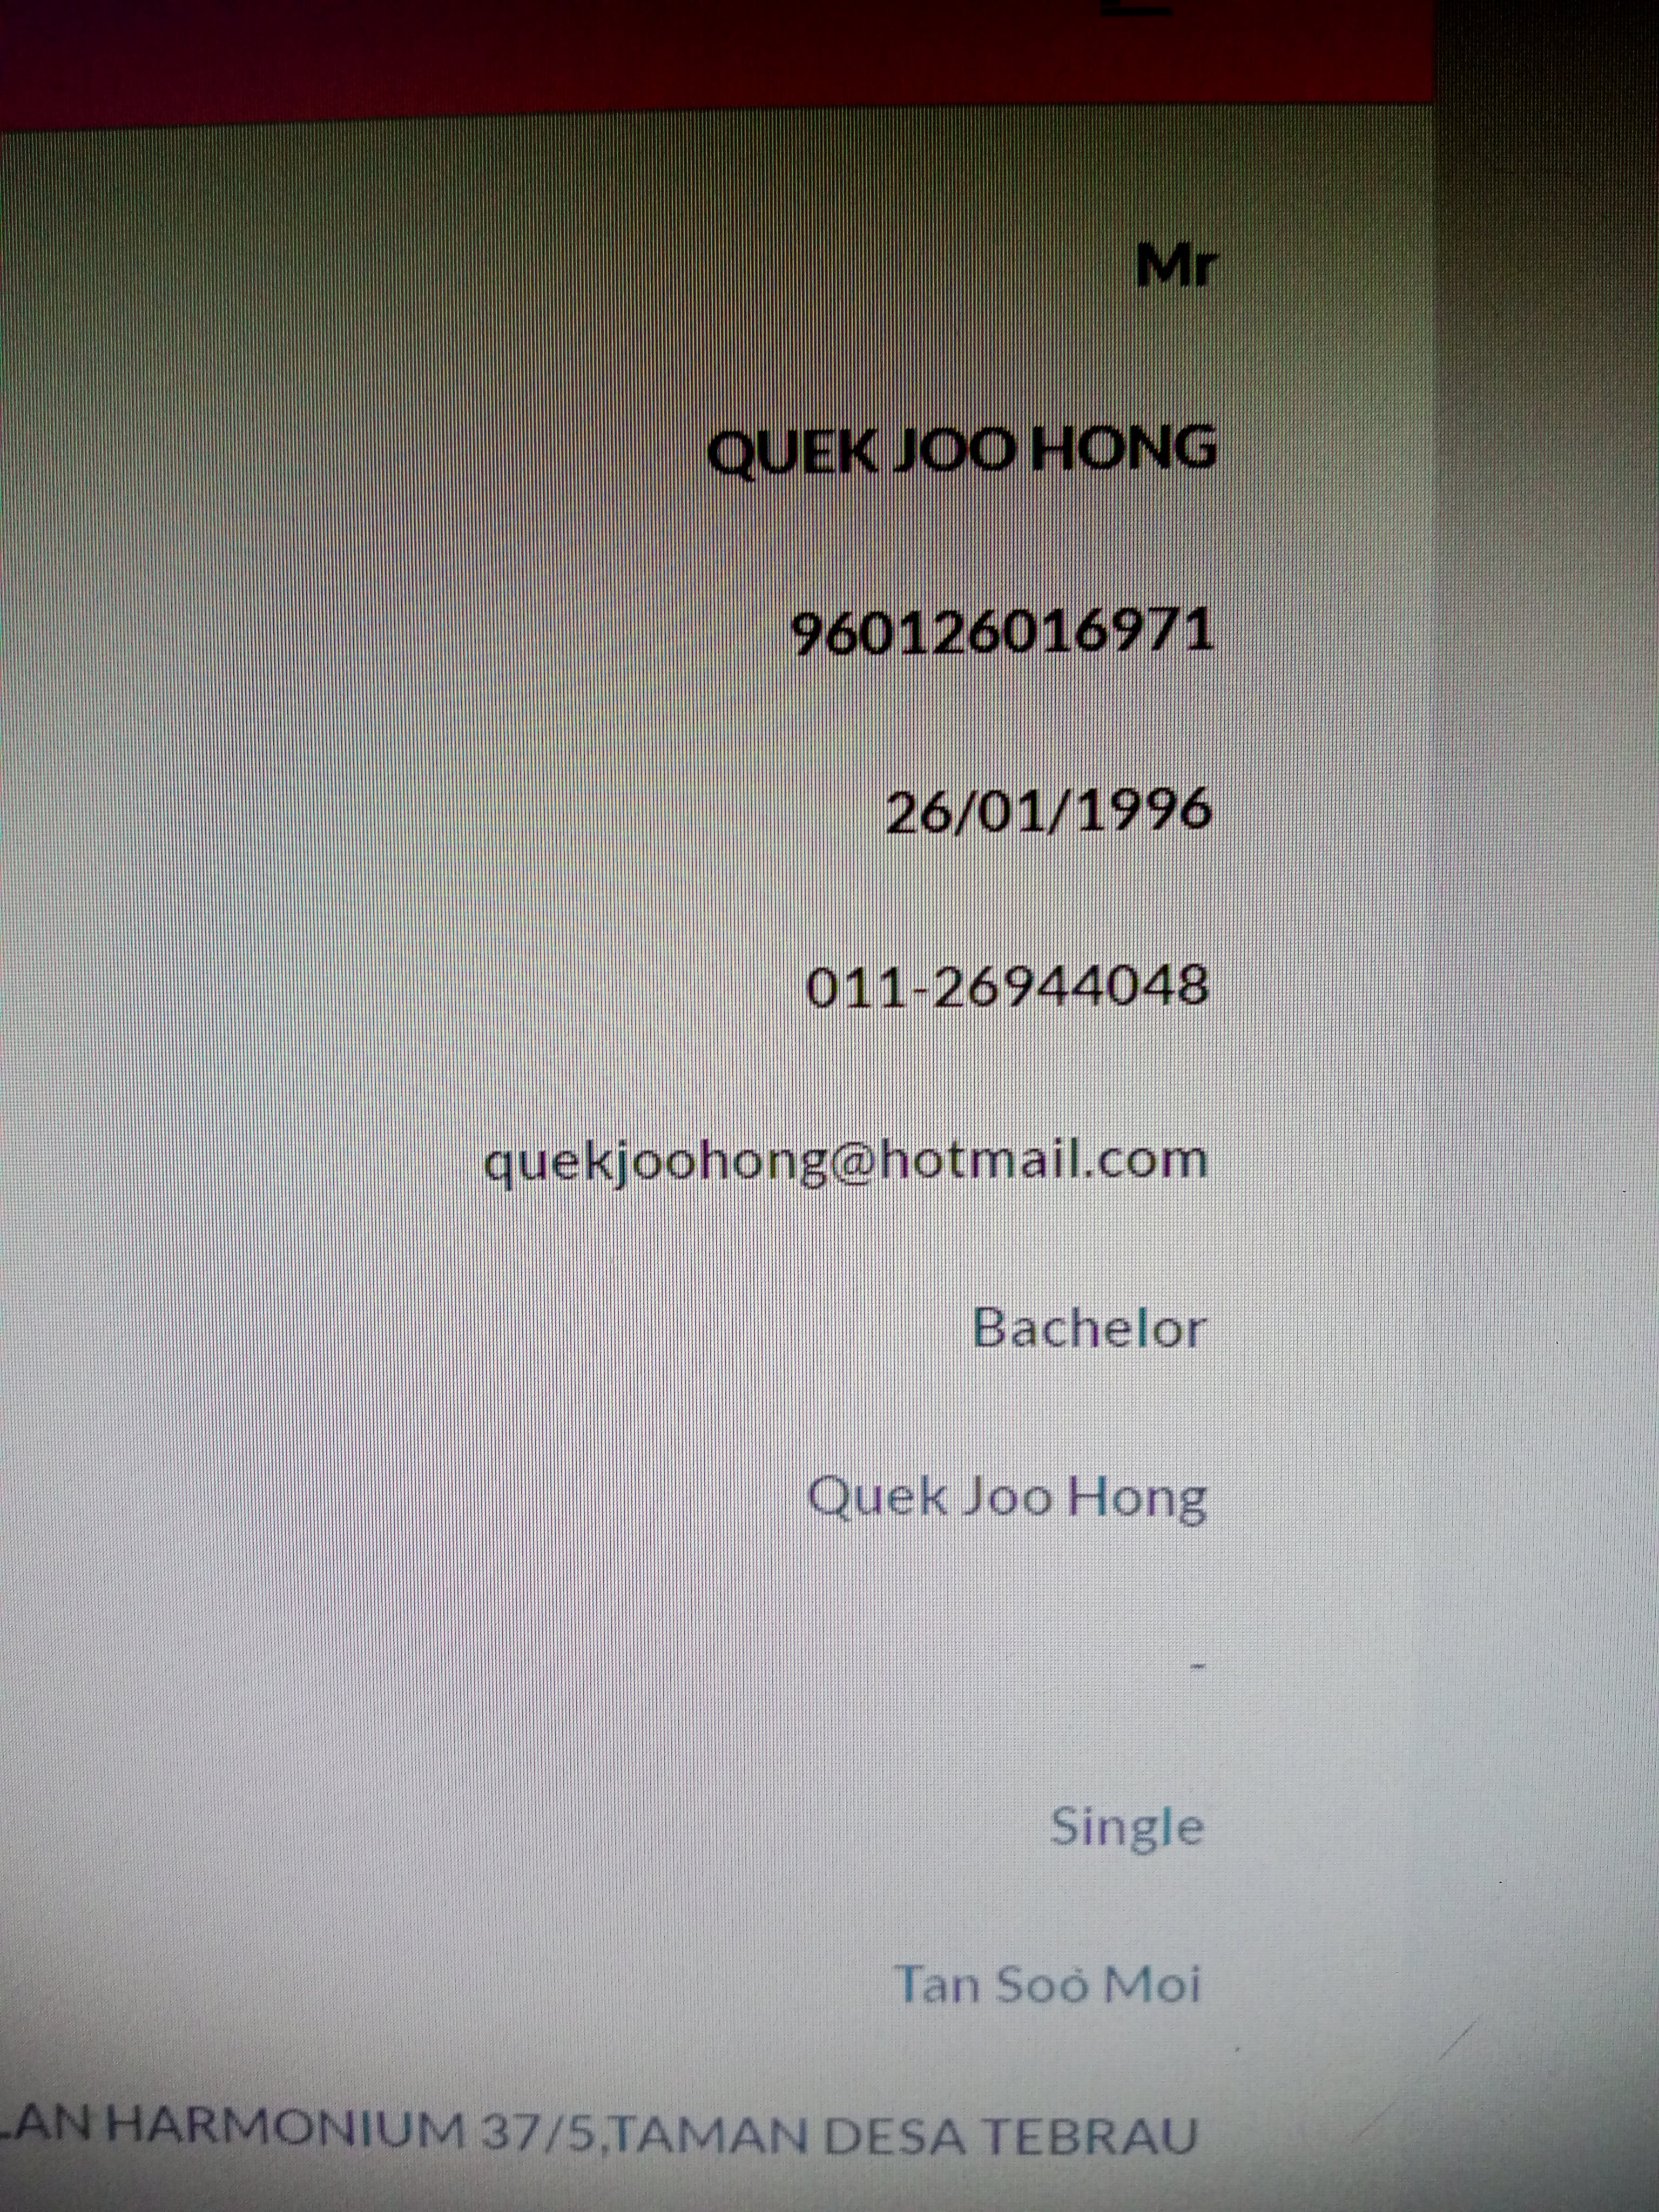 Mr
QUEK JOO HONG
960126016971
26/01/1996
011-26944048
quekjoohong@hotmail.com
Bachelor
Quek Joo Hong
-
Single
Tan Soo Moi
LAN HARMONIUM 37/5,TAMAN DESA TEBRAU